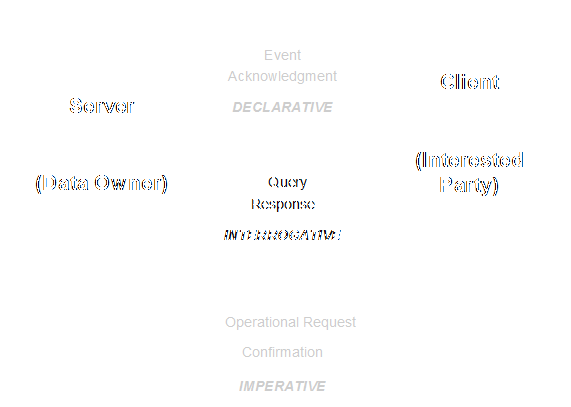 Event
Acknowledgment
DECLARATIVE
Server
(Data Owner)
Client
(Interested
Party)
Query
Response
INTERROGATIVE
Operational Request
Confirmation
IMPERATIVE